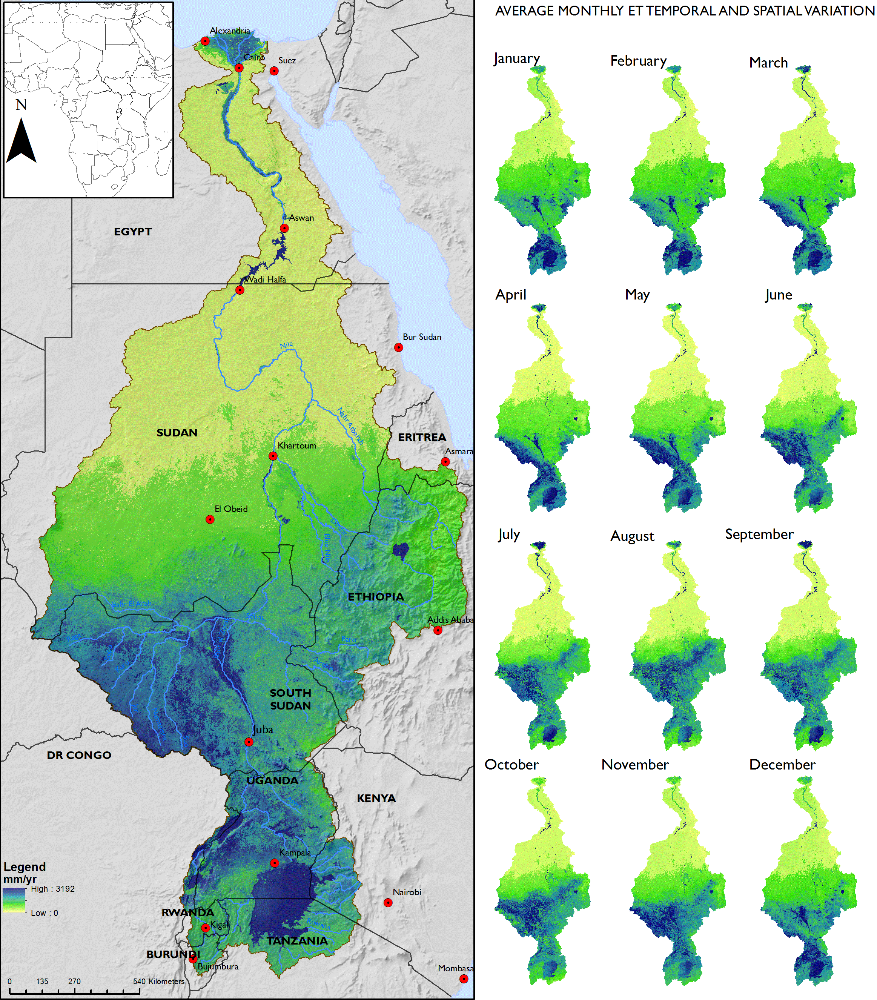 AVERAGE MONTHLY ET TEMPORAL AND SPATIAL VARIATION
N
Alexandria
Cairo
Suez
Aswan
EGYPT
Wadi Halfa
Bur Sudan
Nile
Nahr Atbarah
SUDAN
ERITREA
Khartoum
Asmara
El Obeid
Dindar
Blue Nile
ETHIOPIA
Bahr El Arab
Sobat
Addis Ababa
Baro
SOUTH
SUDAN
Juba
DR CONGO
UGANDA
KENYA
Kampala
Legend
mm/yr
High : 3192
Low : 0
Nairobi
RWANDA
Kigali
Ruwana
TANZANIA
BURUNDI
Bujumbura
Mombasa
0 135 270 540 Kilometers
January
February
March
April
May
June
July
August
September
October
November
December